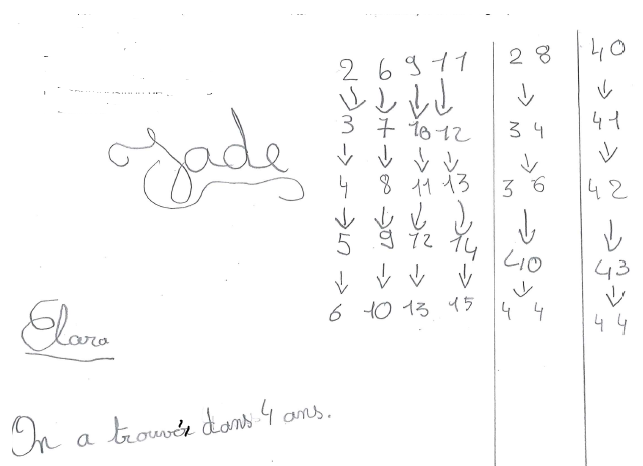 2 6 9 11 28 40
3 7 10 12 34 41
Jade
4 8 11 13 36 42
5 9 12 14 40 43
6 10 13 15 44 44
Elara
On a trouvé dans 4 ans.